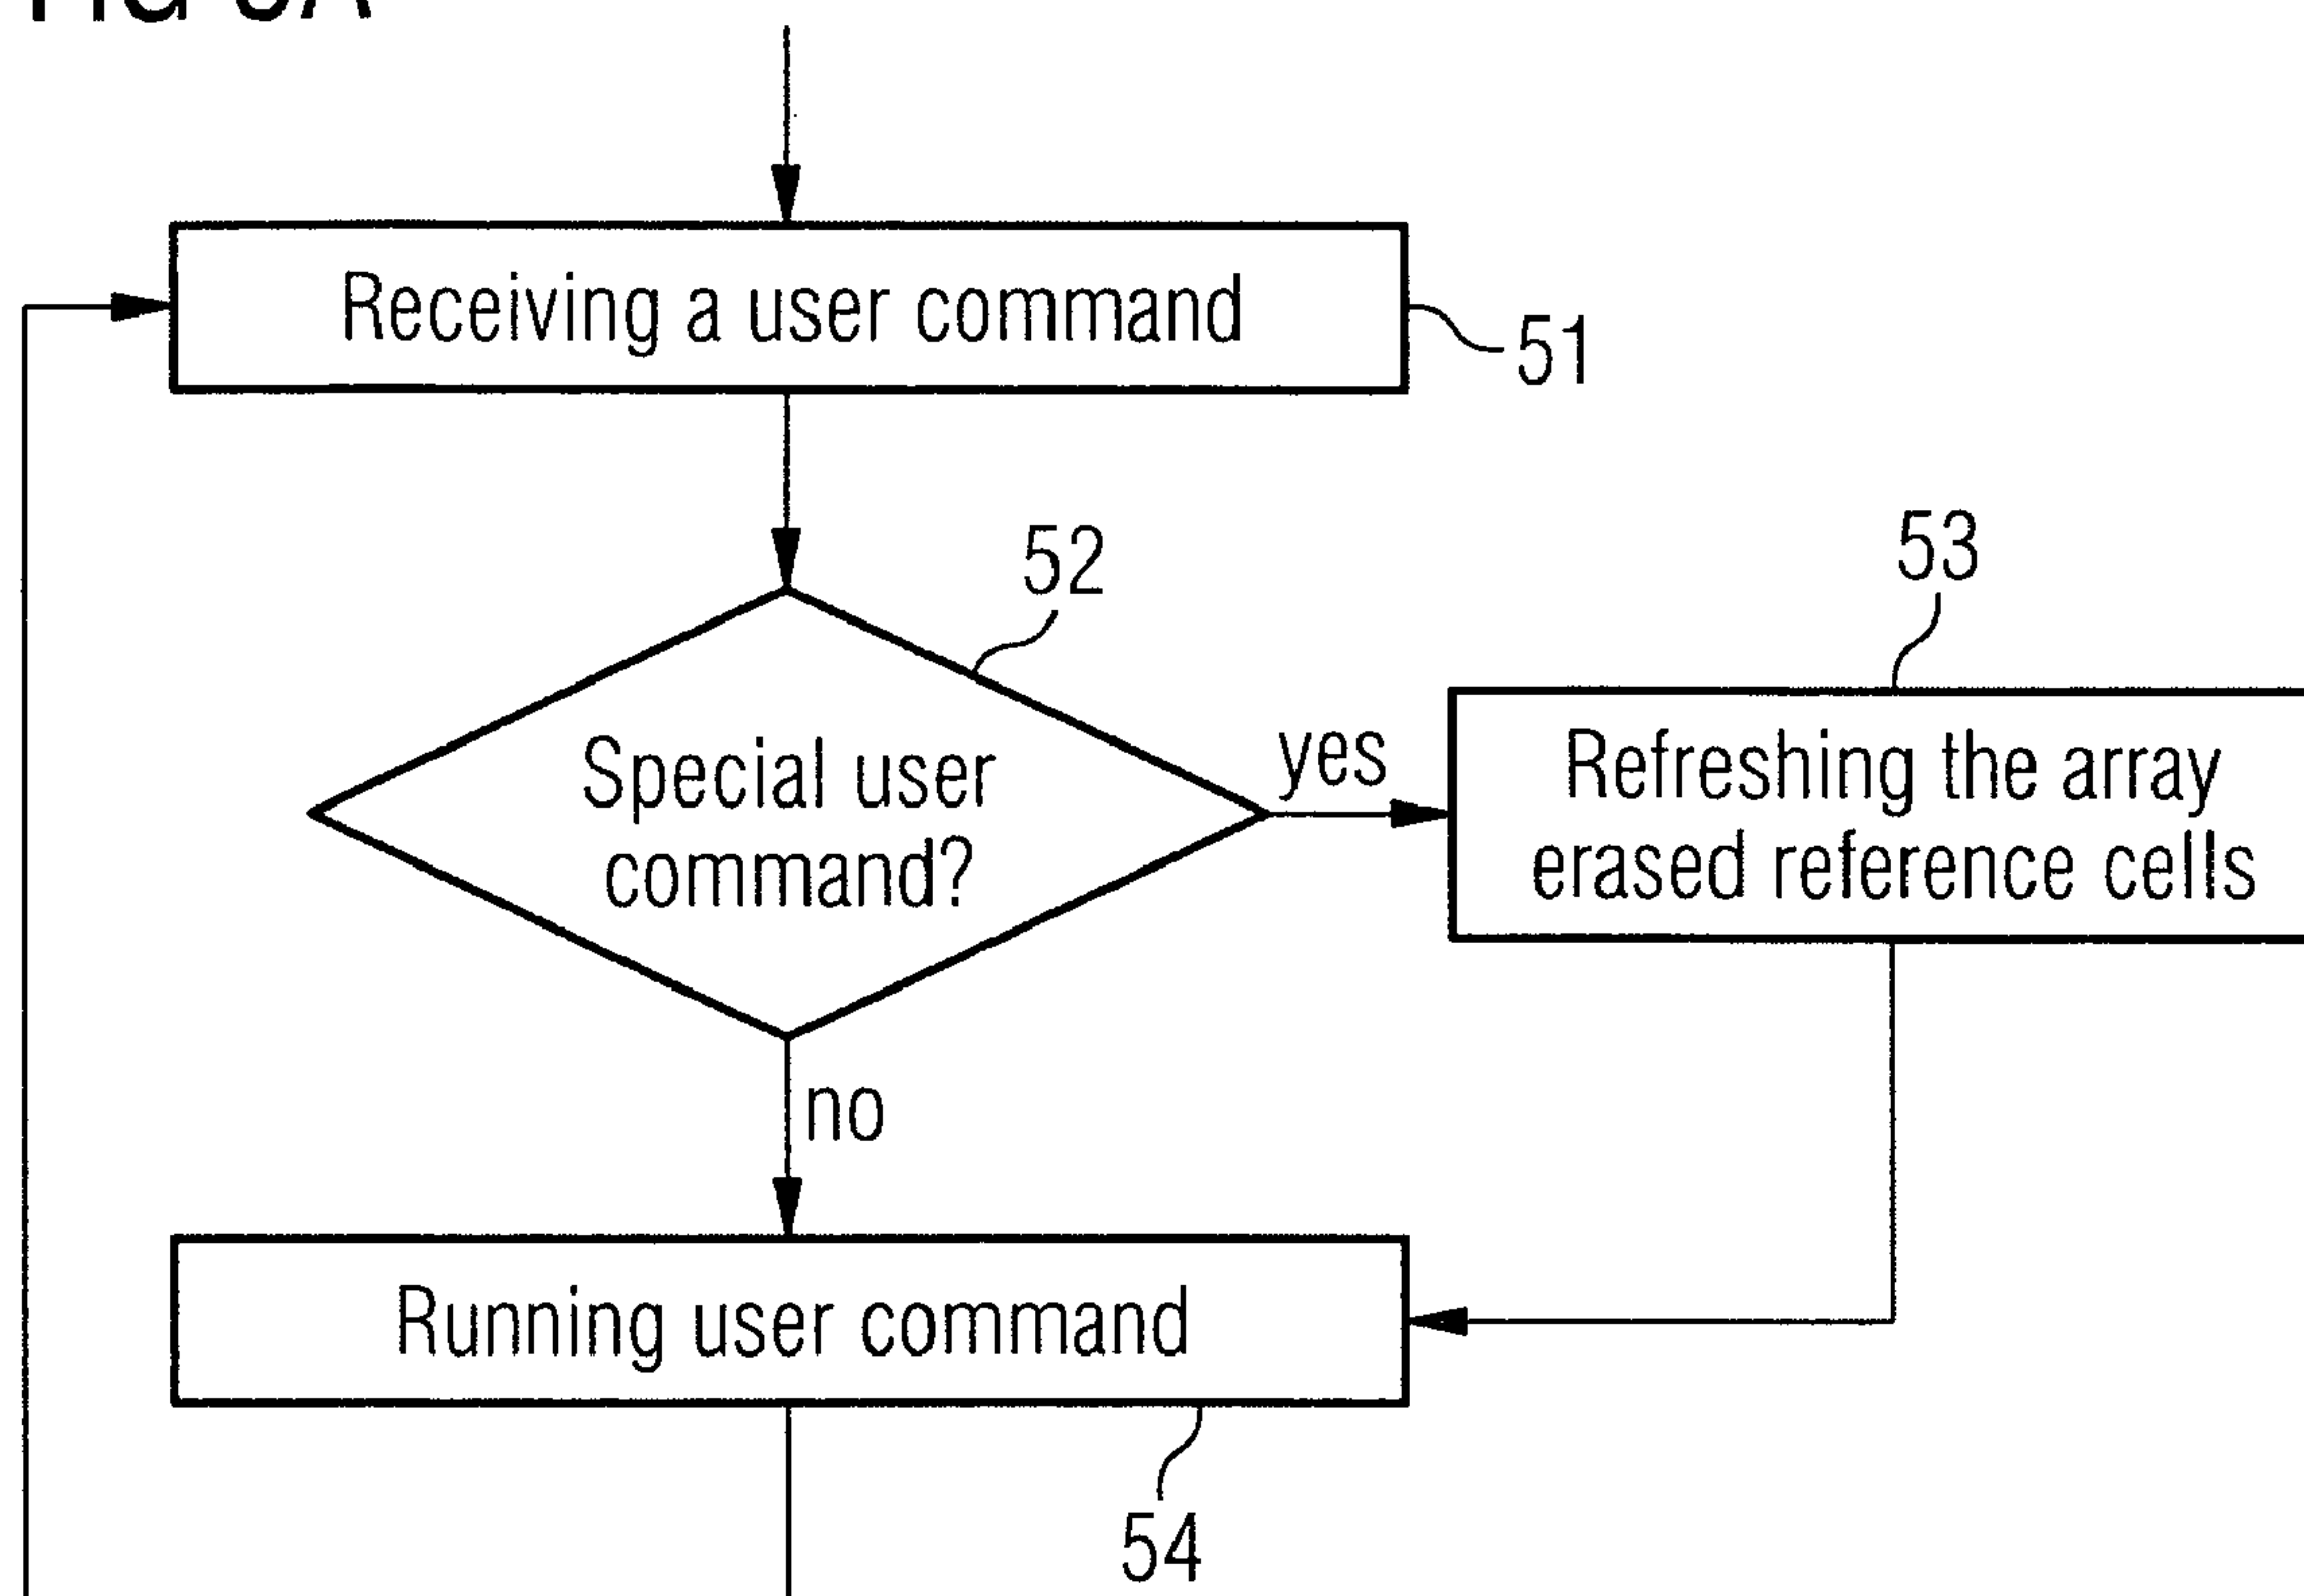 Receiving a user command
51
52
53
Special user
command?
yes
Refreshing the array
erased reference cells
no
Running user command
54